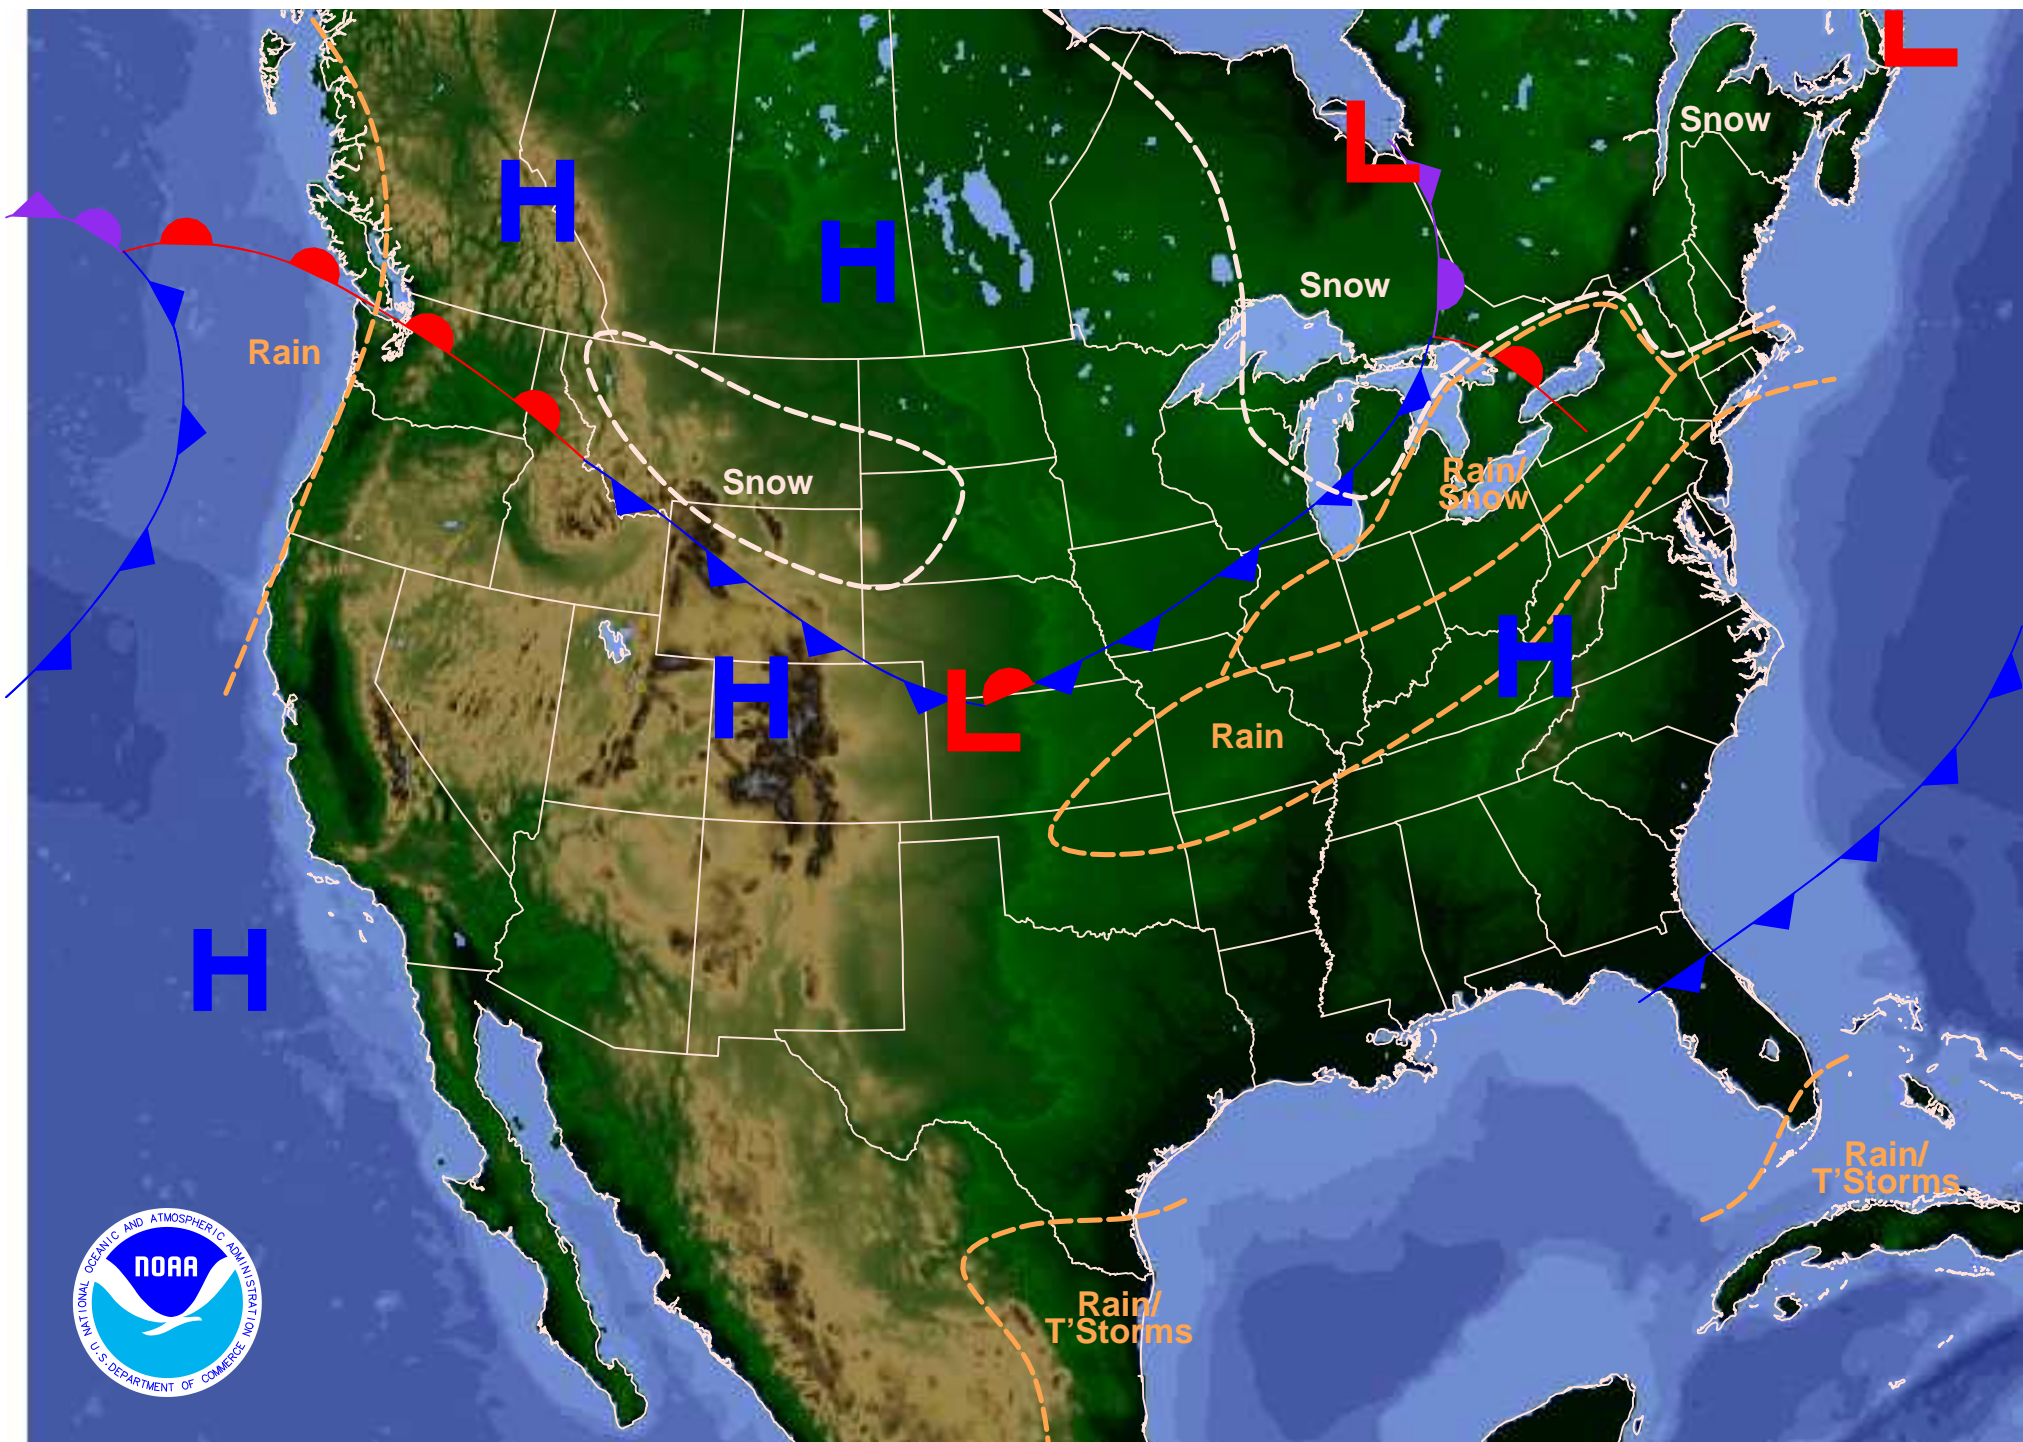 L
L
Snow
H
H
Snow
Rain
Snow
Rain/
Snow
H
H
L
Rain
H
Rain/
T'Storms
Rain/
T'Storms
NATIONAL OCEANIC AND ATMOSPHERIC ADMINISTRATION
NOAA
U.S. DEPARTMENT OF COMMERCE